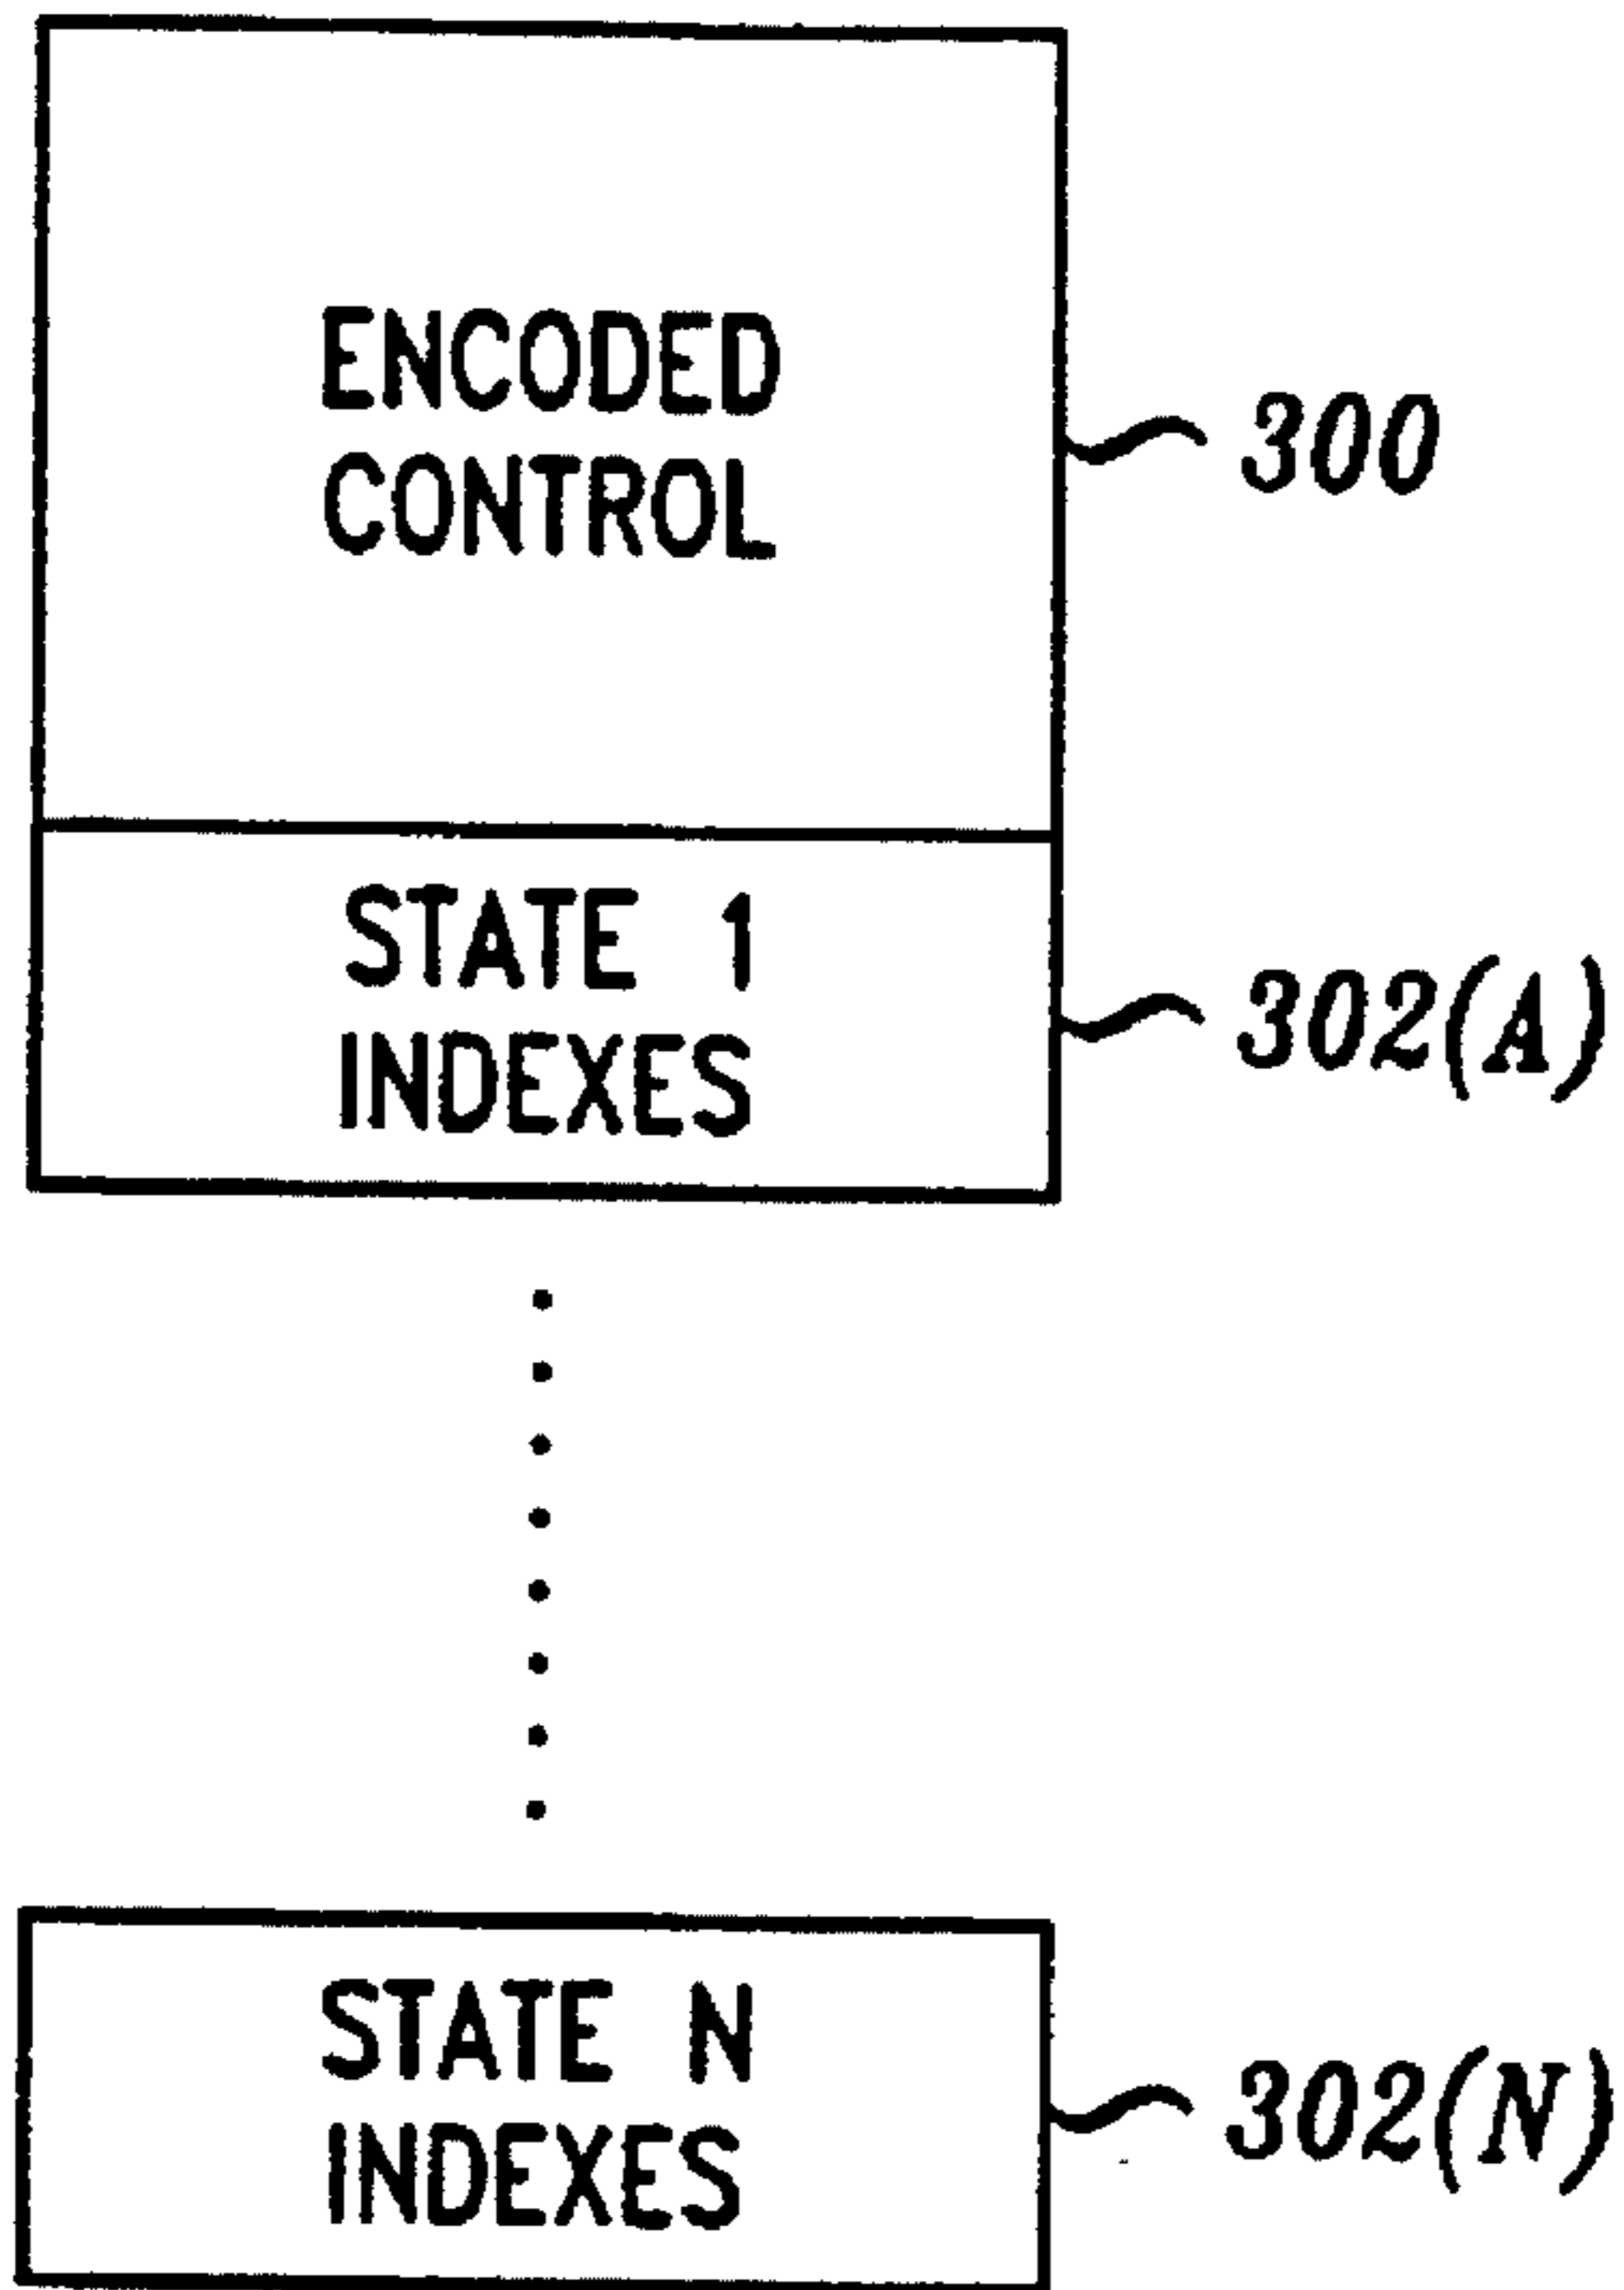 ENCODED
CONTROL
300
STATE 1
INDEXES
302(A)
STATE N
INDEXES
302(N)